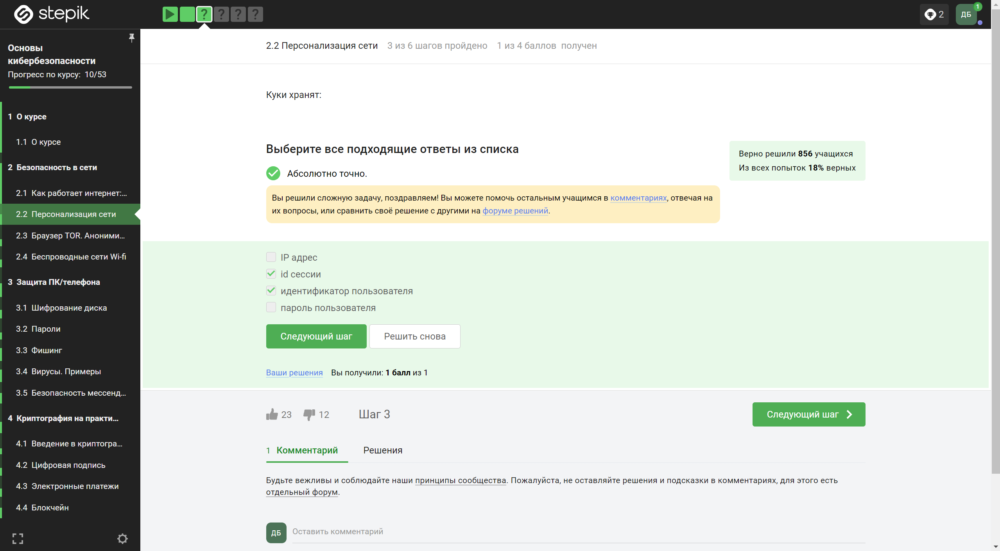 stepik
?
?
?
?
2
ДБ
1
Основы
кибербезопасности
Прогресс по курсу: 10/53
1 О курсе
1.1 О курсе
2 Безопасность в сети
2.1 Как работает интернет:...
2.2 Персонализация сети
2.3 Браузер TOR. Аноними...
2.4 Беспроводные сети Wi-fi
3 Защита ПК/телефона
3.1 Шифрование диска
3.2 Пароли
3.3 Фишинг
3.4 Вирусы. Примеры
3.5 Безопасность мессенд...
4 Криптография на практи...
4.1 Введение в криптогра...
4.2 Цифровая подпись
4.3 Электронные платежи
4.4 Блокчейн
2.2 Персонализация сети 3 из 6 шагов пройдено 1 из 4 баллов получен
Куки хранят:
Выберите все подходящие ответы из списка
Абсолютно точно.
Верно решили 856 учащихся
Из всех попыток 18% верных
Вы решили сложную задачу, поздравляем! Вы можете помочь остальным учащимся в комментариях, отвечая на
их вопросы, или сравнить своё решение с другими на форуме решений.
IP адрес
id сессии
идентификатор пользователя
пароль пользователя
Следующий шаг
Решить снова
Ваши решения Вы получили: 1 балл из 1
23 12 Шаг 3
Следующий шаг
1 Комментарий Решения
Будьте вежливы и соблюдайте наши принципы сообщества. Пожалуйста, не оставляйте решения и подсказки в комментариях, для этого есть
отдельный форум.
ДБ
Оставить комментарий